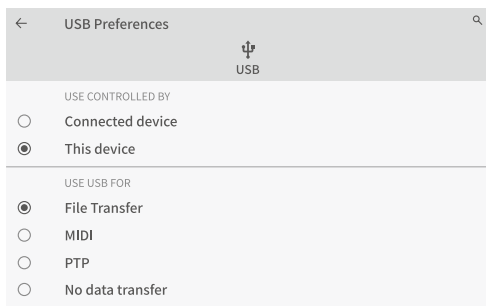 USB Preferences
USB
USE CONTROLLED BY
Connected device
This device
USE USB FOR
File Transfer
MIDI
PTP
No data transfer